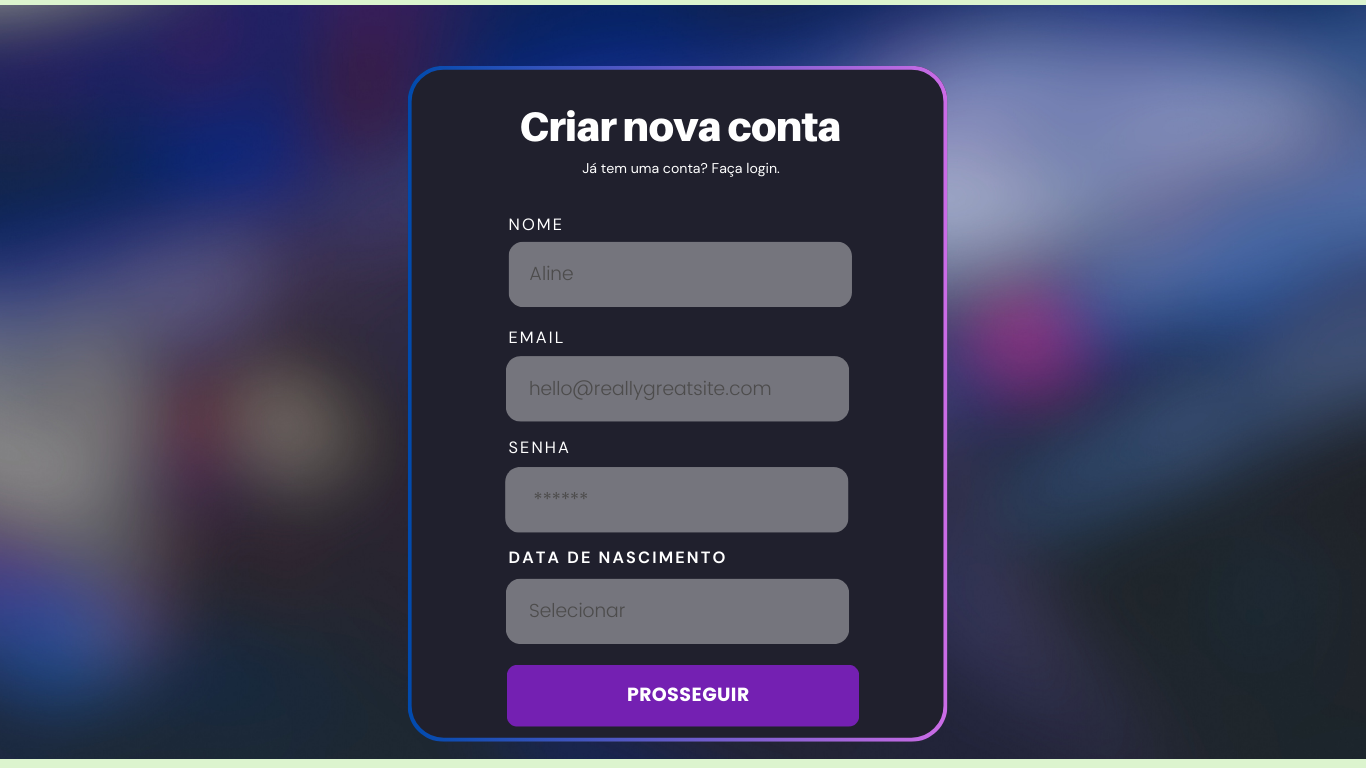 Criar nova conta
Já tem uma conta? Faça login.
NOME
Aline
EMAIL
hello@reallygreatsite.com
SENHA
******
DATA DE NASCIMENTO
Selecionar
PROSSEGUIR